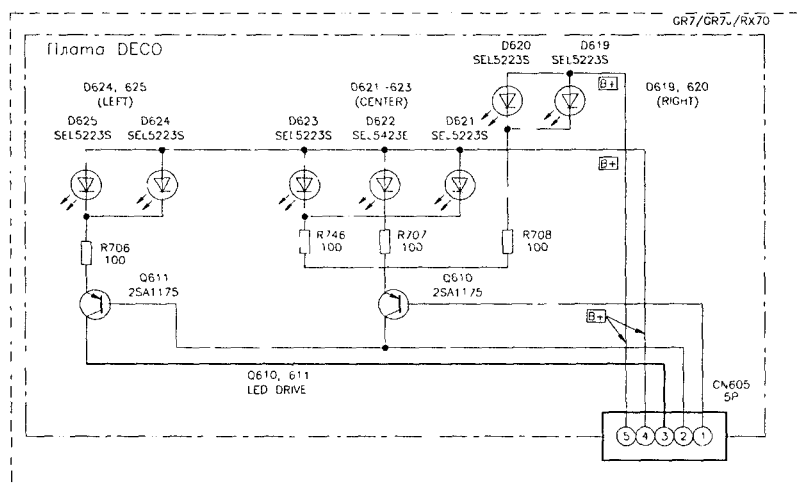 GR7/GR7J/RX70
Плата DECO
D620 D619
SEL5223S SEL5223S
D624, 625
(LEFT)
D621 -623
(CENTER)
B+
D619, 620
(RIGHT)
D625 D624 D623 D622 D621
SEL5223S SEL5223S SEL5223S SEL5423E SEL5223S
B+
R706
100
R746
100
R707
100
R708
100
Q611
2SA1175
Q610
2SA1175
B+
Q610, 611
LED DRIVE
CN605
5P
5 4 3 2 1